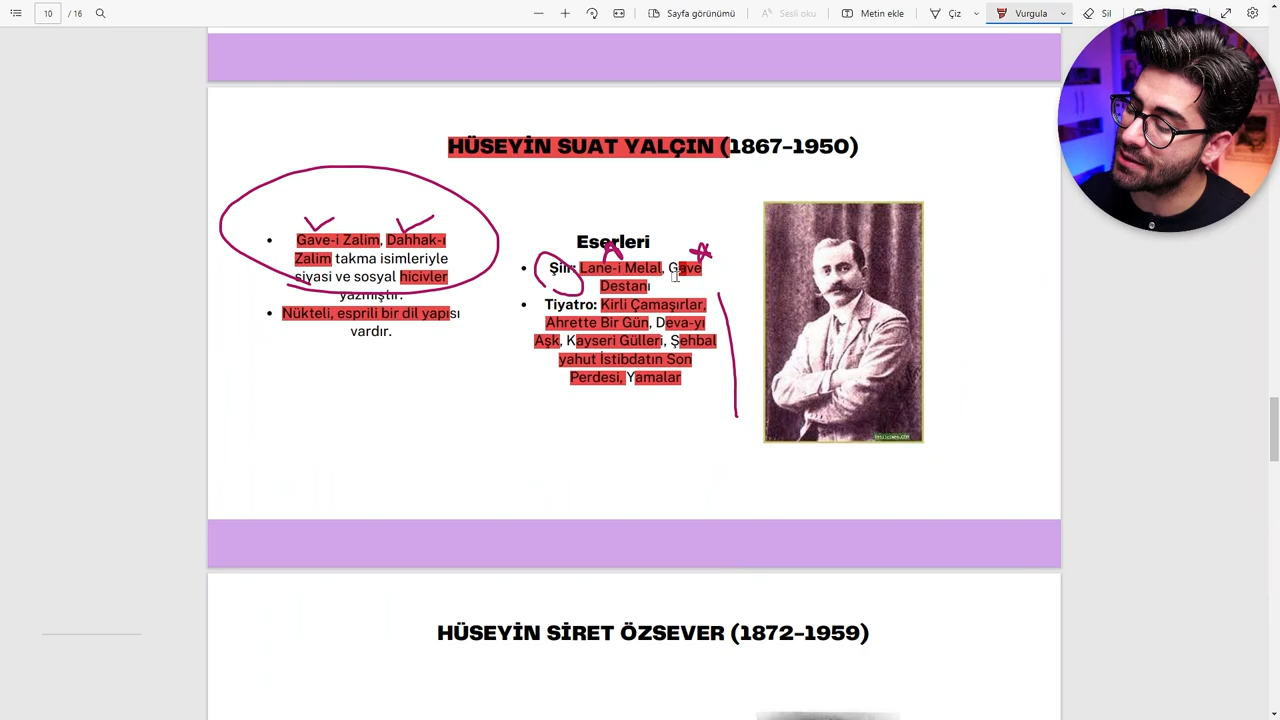 10 / 16
Sayfa görünümü
Sesli oku
Metin ekle
Çiz
Vurgula
Sil
HÜSEYİN SUAT YALÇIN (1867-1950)
• Gave-i Zalim, Dahhak-ı
Zalim takma isimleriyle
siyasi ve sosyal hicivler
yazmıştır.
• Nükteli, esprili bir dil yapısı
vardır.
Eserleri
• Şiir: Lane-i Melal, Gave
Destanı
• Tiyatro: Kirli Çamaşırlar,
Ahrette Bir Gün, Deva-yı
Aşk, Kayseri Gülleri, Şehbal
yahut İstibdatın Son
Perdesi, Yamalar
HÜSEYİN SİRET ÖZSEVER (1872-1959)